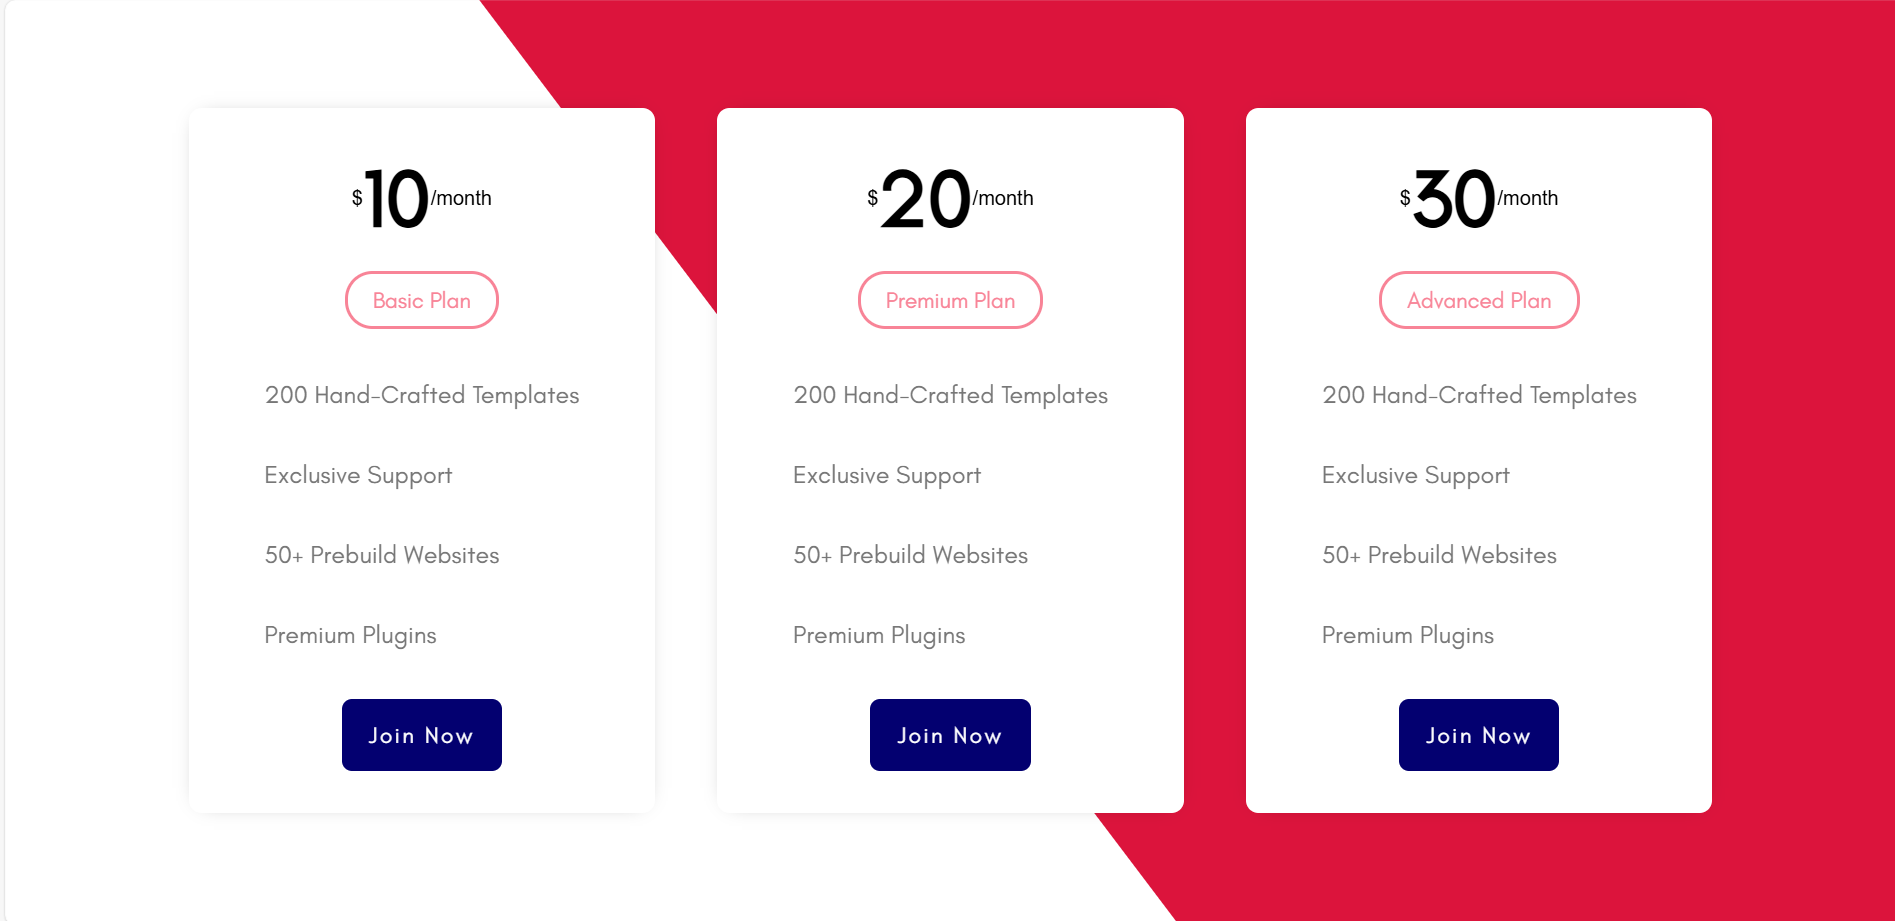 $10/month
Basic Plan
200 Hand-Crafted Templates
Exclusive Support
50+ Prebuild Websites
Premium Plugins
Join Now
$20/month
Premium Plan
200 Hand-Crafted Templates
Exclusive Support
50+ Prebuild Websites
Premium Plugins
Join Now
$30/month
Advanced Plan
200 Hand-Crafted Templates
Exclusive Support
50+ Prebuild Websites
Premium Plugins
Join Now